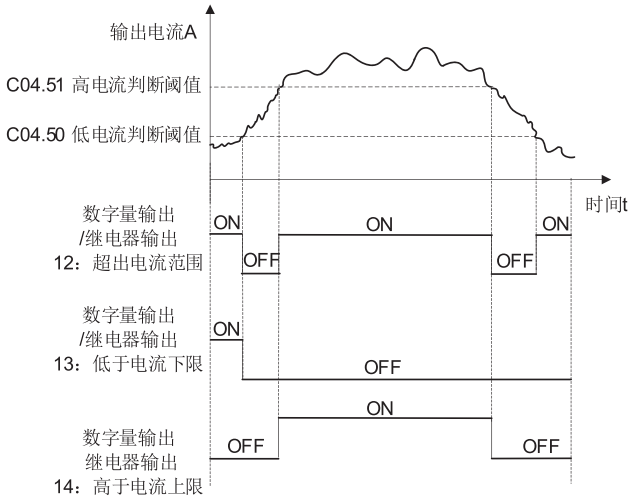 输出电流A
C04.51 高电流判断阈值
C04.50 低电流判断阈值
时间t
数字量输出
/继电器输出
12：超出电流范围
ON
OFF
ON
OFF
ON
数字量输出
/继电器输出
13：低于电流下限
ON
OFF
数字量输出
继电器输出
14：高于电流上限
OFF
ON
OFF